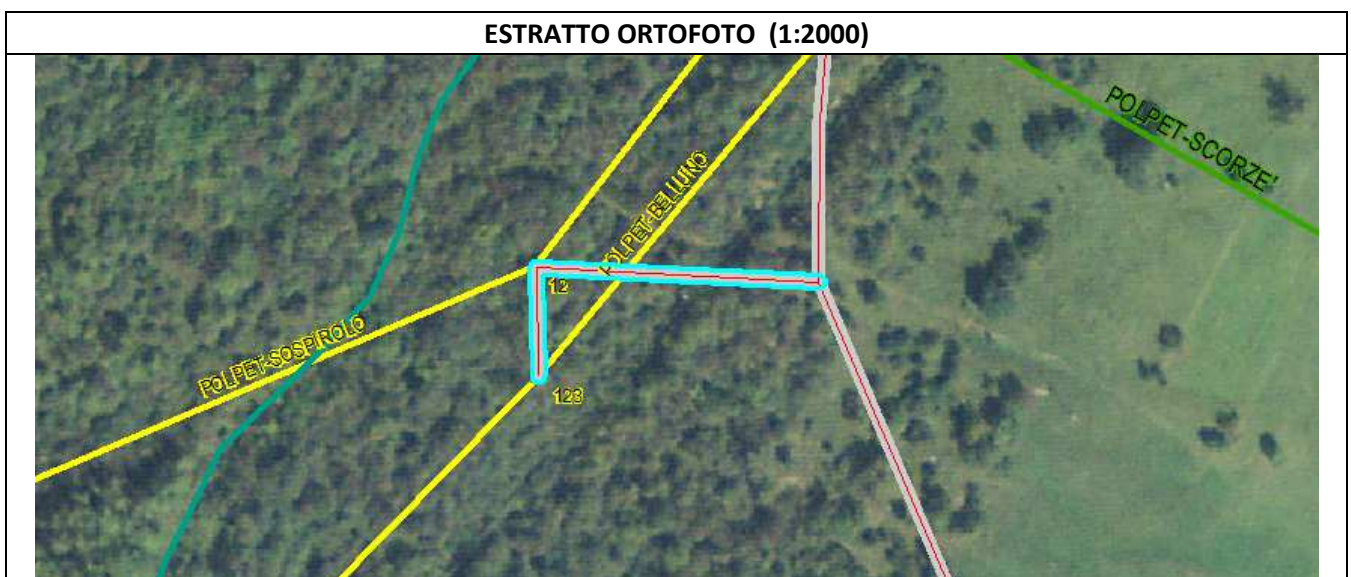 ESTRATTO ORTOFOTO (1:2000)
POLPET-SCORZE'
POLPET-BELLUNO
12
POLPET-SOSPIROLO
123